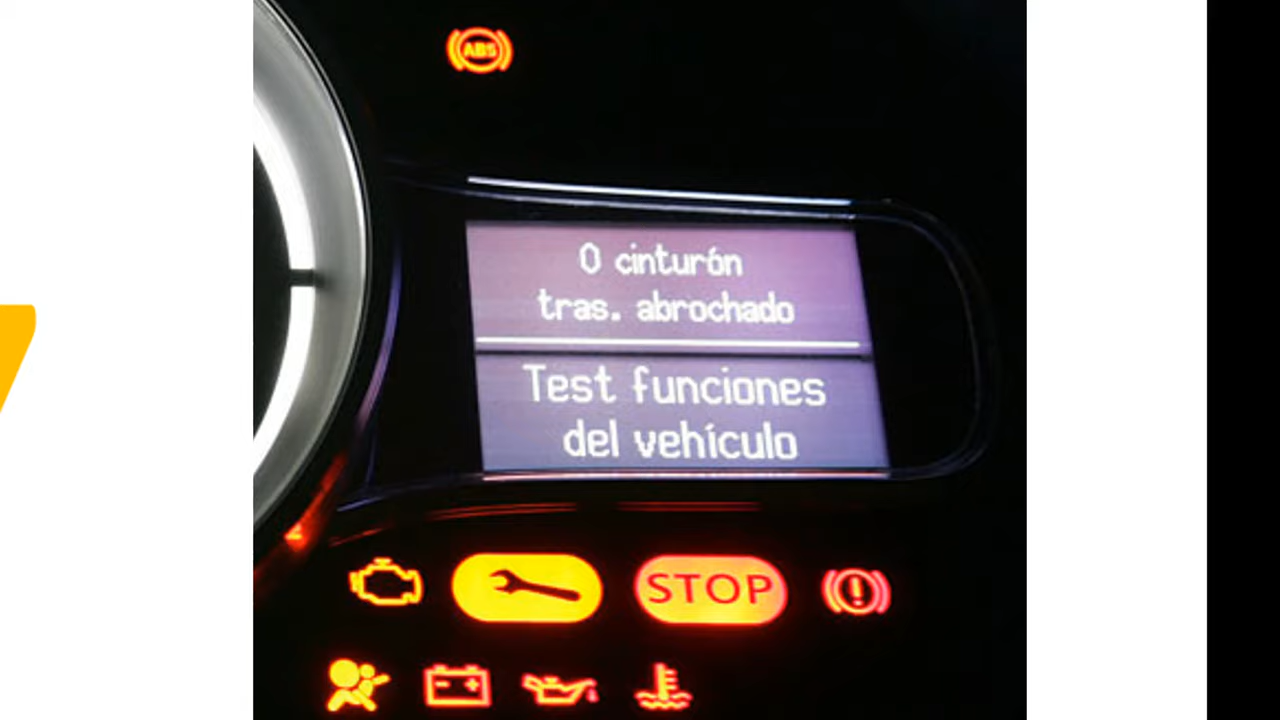 ABS
0 cinturón
tras. abrochado
Test funciones
del vehículo
STOP